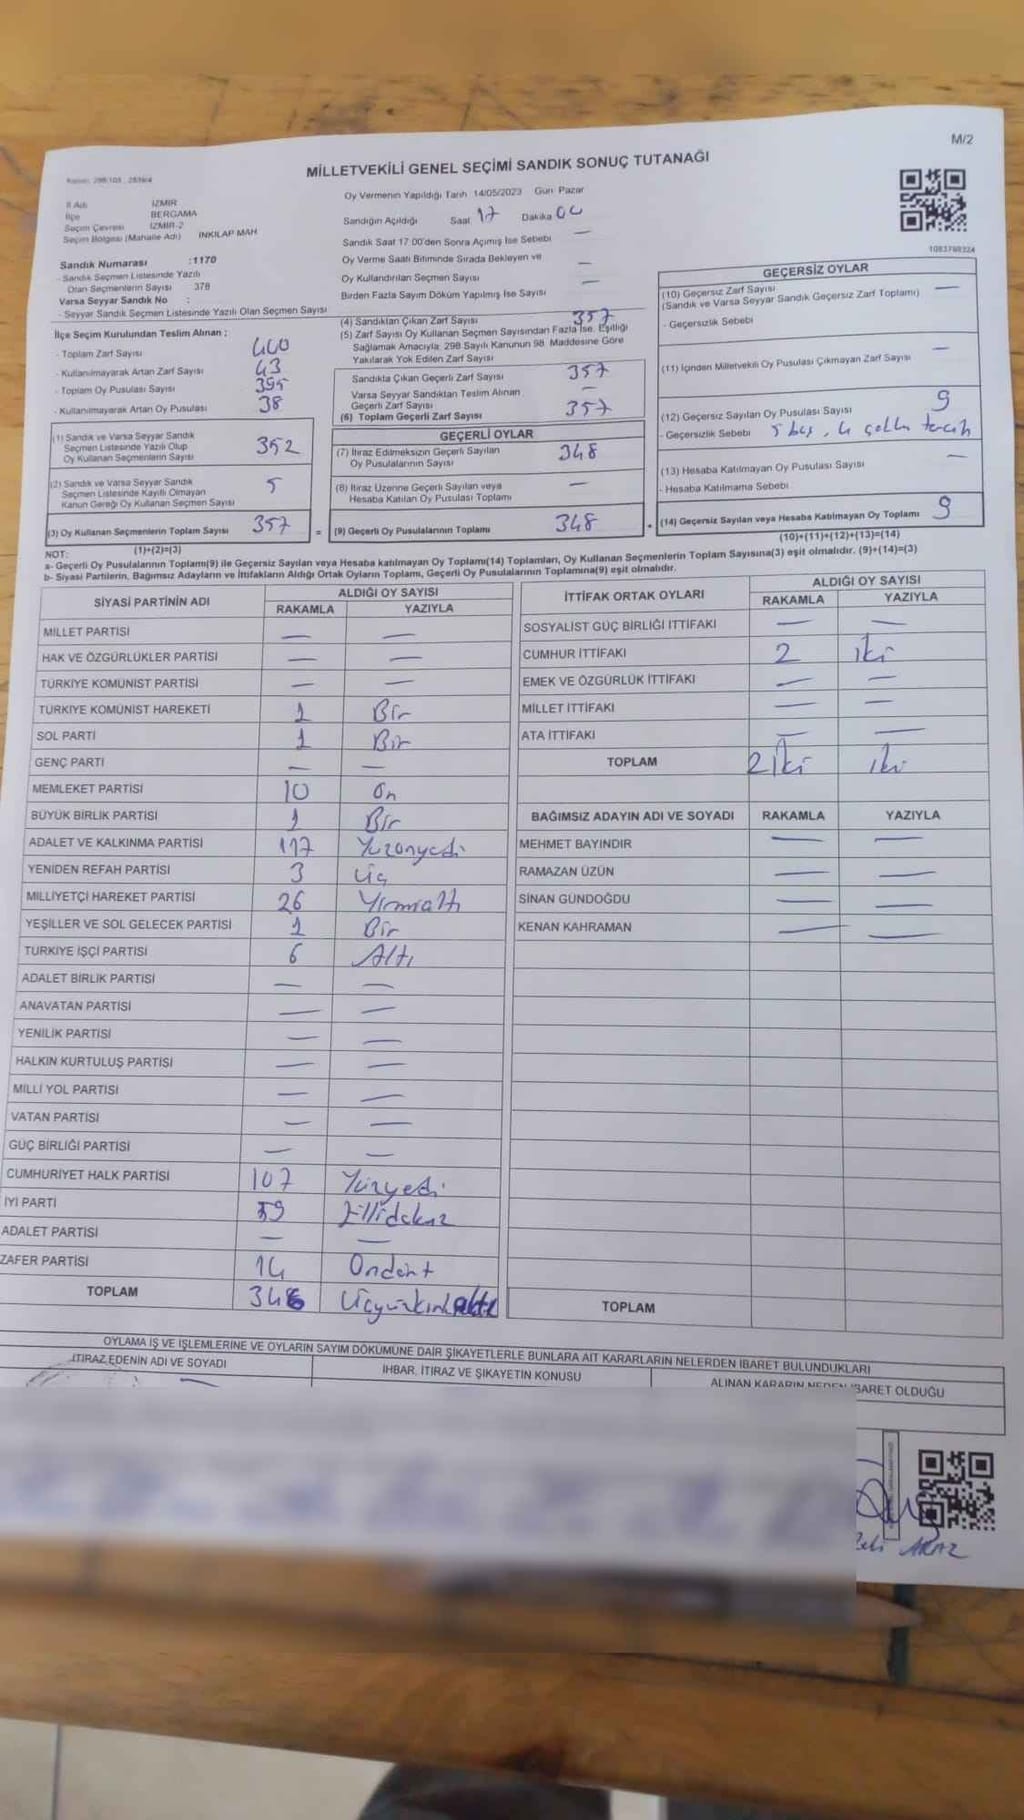 M/2
MİLLETVEKİLİ GENEL SEÇİMİ SANDIK SONUÇ TUTANAĞI
İl Adı İZMİR
İlçe BERGAMA
Seçim Çevresi İZMİR-2
Seçim Bölgesi (Mahalle Adı) İNKILAP MAH
Oy Vermenin Yapıldığı Tarih 14/05/2023 Gün Pazar
Sandığın Açıldığı Saat 17 Dakika 00
Sandık Saat 17:00'den Sonra Açımış İse Sebebi —
Oy Verme Saati Bitiminde Sırada Bekleyen ve
Oy Kullandırılan Seçmen Sayısı —
Birden Fazla Sayım Döküm Yapılmış İse Sayısı —
1083788324
Sandık Numarası :1170
- Sandık Seçmen Listesinde Yazılı
Olan Seçmenlerin Sayısı 378
Varsa Seyyar Sandık No :
- Seyyar Sandık Seçmen Listesinde Yazılı Olan Seçmen Sayısı
İlçe Seçim Kurulundan Teslim Alınan :
- Toplam Zarf Sayısı 400
- Kullanılmayarak Artan Zarf Sayısı 43
- Toplam Oy Pusulası Sayısı 395
- Kullanılmayarak Artan Oy Pusulası 38
(1) Sandık ve Varsa Seyyar Sandık
Seçmen Listesinde Yazılı Olup
Oy Kullanan Seçmenlerin Sayısı 352
(2) Sandık ve Varsa Seyyar Sandık
Seçmen Listesinde Kayıtlı Olmayan
Kanun Gereği Oy Kullanan Seçmen Sayısı 5
(3) Oy Kullanan Seçmenlerin Toplam Sayısı 357 =
(1)+(2)=(3)
(4) Sandıktan Çıkan Zarf Sayısı 357
(5) Zarf Sayısı Oy Kullanan Seçmen Sayısından Fazla İse, Eşitliği
Sağlamak Amacıyla, 298 Sayılı Kanunun 98. Maddesine Göre
Yakılarak Yok Edilen Zarf Sayısı
Sandıkta Çıkan Geçerli Zarf Sayısı 357
Varsa Seyyar Sandıktan Teslim Alınan
Geçerli Zarf Sayısı —
(6) Toplam Geçerli Zarf Sayısı 357
GEÇERLİ OYLAR
(7) İtiraz Edilmeksizin Geçerli Sayılan
Oy Pusulalarının Sayısı 348
(8) İtiraz Üzerine Geçerli Sayılan veya
Hesaba Katılan Oy Pusulası Toplamı —
(9) Geçerli Oy Pusulalarının Toplamı 348
GEÇERSİZ OYLAR
(10) Geçersiz Zarf Sayısı —
(Sandık ve Varsa Seyyar Sandık Geçersiz Zarf Toplamı)
- Geçersizlik Sebebi
(11) İçinden Milletvekili Oy Pusulası Çıkmayan Zarf Sayısı —
(12) Geçersiz Sayılan Oy Pusulası Sayısı 9
- Geçersizlik Sebebi 5 boş, 4 çoklu tercih
(13) Hesaba Katılmayan Oy Pusulası Sayısı —
- Hesaba Katılmama Sebebi
(14) Geçersiz Sayılan veya Hesaba Katılmayan Oy Toplamı 9
(10)+(11)+(12)+(13)=(14)
NOT:
a- Geçerli Oy Pusulalarının Toplamı(9) ile Geçersiz Sayılan veya Hesaba katılmayan Oy Toplamı(14) Toplamları, Oy Kullanan Seçmenlerin Toplam Sayısına(3) eşit olmalıdır. (9)+(14)=(3)
b- Siyasi Partilerin, Bağımsız Adayların ve İttifakların Aldığı Ortak Oyların Toplamı, Geçerli Oy Pusulalarının Toplamına(9) eşit olmalıdır.
SİYASİ PARTİNİN ADI ALDIĞI OY SAYISI
RAKAMLA YAZIYLA
MİLLET PARTİSİ — —
HAK VE ÖZGÜRLÜKLER PARTİSİ — —
TÜRKİYE KOMÜNİST PARTİSİ — —
TÜRKİYE KOMÜNİST HAREKETİ 1 Bir
SOL PARTİ 1 Bir
GENÇ PARTİ — —
MEMLEKET PARTİSİ 10 On
BÜYÜK BİRLİK PARTİSİ 1 Bir
ADALET VE KALKINMA PARTİSİ 117 Yüzonyedi
YENİDEN REFAH PARTİSİ 3 Üç
MİLLİYETÇİ HAREKET PARTİSİ 26 Yirmialtı
YEŞİLLER VE SOL GELECEK PARTİSİ 1 Bir
TÜRKİYE İŞÇİ PARTİSİ 6 Altı
ADALET BİRLİK PARTİSİ — —
ANAVATAN PARTİSİ — —
YENİLİK PARTİSİ — —
HALKIN KURTULUŞ PARTİSİ — —
MİLLİ YOL PARTİSİ — —
VATAN PARTİSİ — —
GÜÇ BİRLİĞİ PARTİSİ — —
CUMHURİYET HALK PARTİSİ 107 Yüzyedi
İYİ PARTİ 59 Ellidokuz
ADALET PARTİSİ — —
ZAFER PARTİSİ 14 Ondört
TOPLAM 346 Üçyüzkırkaltı
İTTİFAK ORTAK OYLARI ALDIĞI OY SAYISI
RAKAMLA YAZIYLA
SOSYALİST GÜÇ BİRLİĞİ İTTİFAKI — —
CUMHUR İTTİFAKI 2 iki
EMEK VE ÖZGÜRLÜK İTTİFAKI — —
MİLLET İTTİFAKI — —
ATA İTTİFAKI — —
TOPLAM 2 İki iki
BAĞIMSIZ ADAYIN ADI VE SOYADI RAKAMLA YAZIYLA
MEHMET BAYINDIR — —
RAMAZAN ÜZÜN — —
SİNAN GÜNDOĞDU — —
KENAN KAHRAMAN — —
TOPLAM
OYLAMA İŞ VE İŞLEMLERİNE VE OYLARIN SAYIM DÖKÜMÜNE DAİR ŞİKAYETLERLE BUNLARA AİT KARARLARIN NELERDEN İBARET BULUNDUKLARI
İTİRAZ EDENİN ADI VE SOYADI
İHBAR, İTİRAZ VE ŞİKAYETİN KONUSU
ALINAN KARARIN NEDEN İBARET OLDUĞU